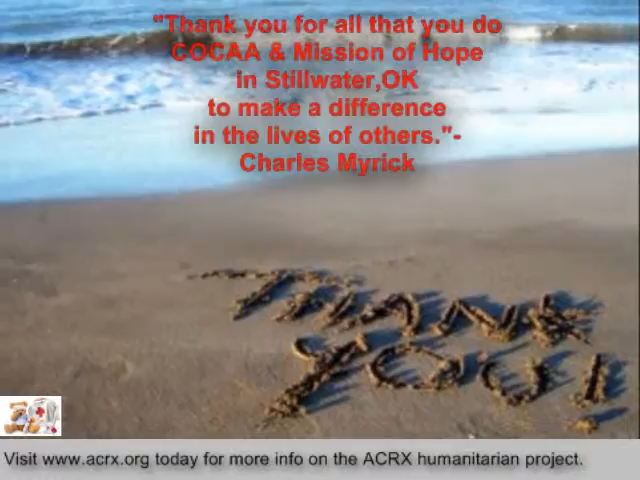 "Thank you for all that you do
COCAA & Mission of Hope
in Stillwater,OK
to make a difference
in the lives of others."-
Charles Myrick
THANK
YOU!
Visit www.acrx.org today for more info on the ACRX humanitarian project.